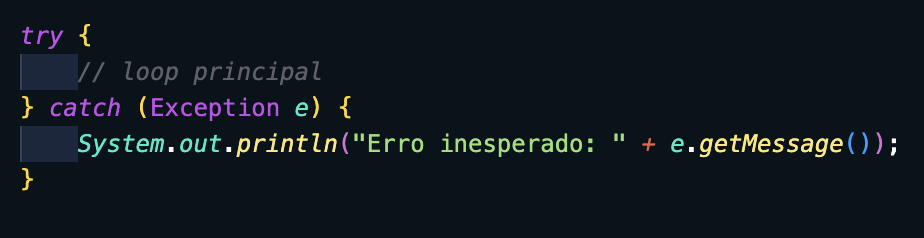 try {
    // loop principal
} catch (Exception e) {
    System.out.println("Erro inesperado: " + e.getMessage());
}